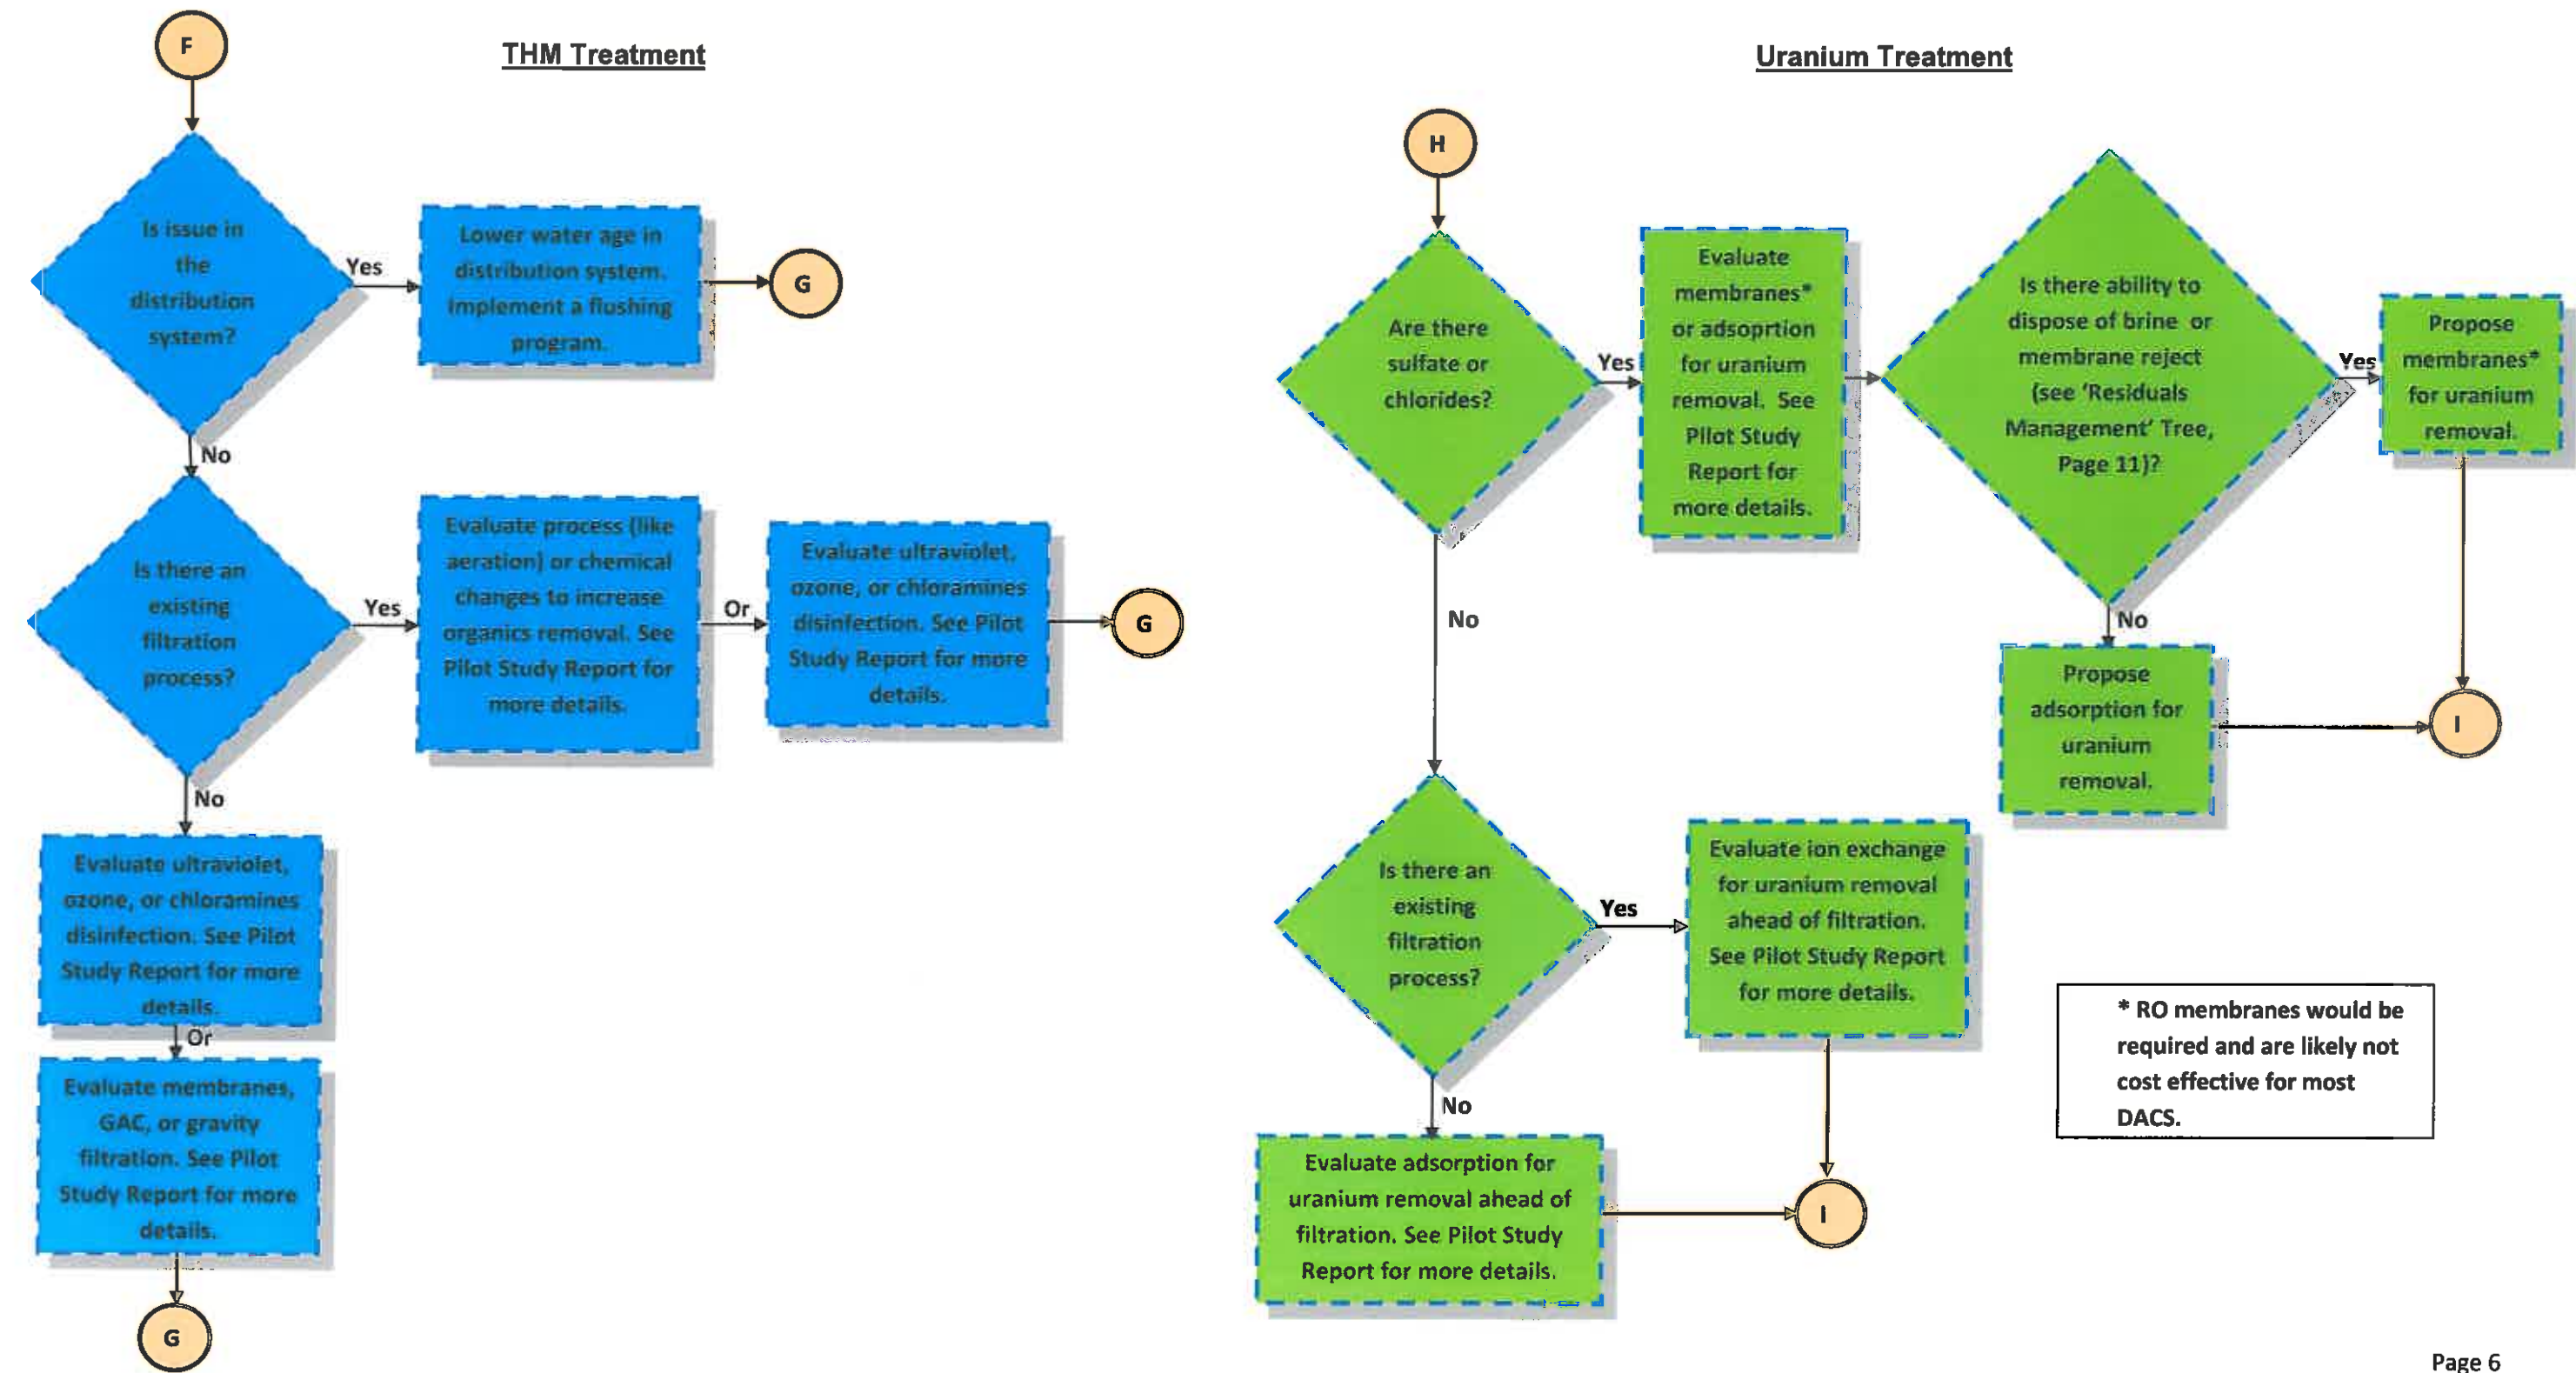 F
THM Treatment
Is issue in
the
distribution
system?
Yes
Lower water age in
distribution system.
Implement a flushing
program.
G
No
Is there an
existing
filtration
process?
Yes
Evaluate process (like
aeration) or chemical
changes to increase
organics removal. See
Pilot Study Report for
more details.
Or
Evaluate ultraviolet,
ozone, or chloramines
disinfection. See Pilot
Study Report for more
details.
G
No
Evaluate ultraviolet,
ozone, or chloramines
disinfection. See Pilot
Study Report for more
details.
Or
Evaluate membranes,
GAC, or gravity
filtration. See Pilot
Study Report for more
details.
G
Uranium Treatment
H
Are there
sulfate or
chlorides?
Yes
Evaluate
membranes*
or adsoprtion
for uranium
removal. See
Pilot Study
Report for
more details.
Is there ability to
dispose of brine or
membrane reject
(see ‘Residuals
Management’ Tree,
Page 11)?
Yes
Propose
membranes*
for uranium
removal.
No
Propose
adsorption for
uranium
removal.
I
No
Is there an
existing
filtration
process?
Yes
Evaluate ion exchange
for uranium removal
ahead of filtration.
See Pilot Study Report
for more details.
No
Evaluate adsorption for
uranium removal ahead of
filtration. See Pilot Study
Report for more details.
I
* RO membranes would be
required and are likely not
cost effective for most
DACS.
Page 6